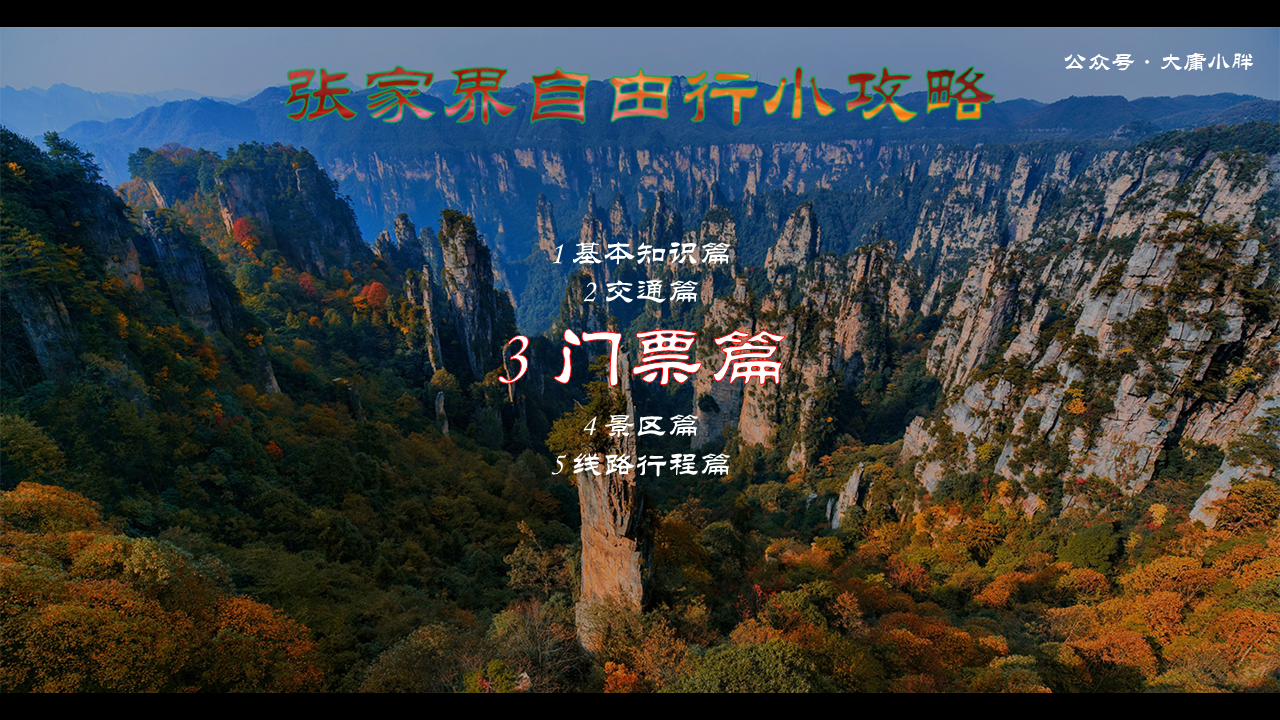 公众号·大庸小胖
张家界自由行小攻略
1 基本知识篇
2 交通篇
3 门票篇
4 景区篇
5 线路行程篇